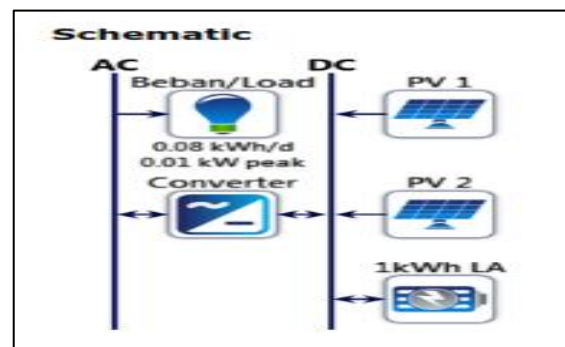 Schematic
AC DC
Beban/Load PV 1
0.08 kWh/d
0.01 kW peak
Converter PV 2
1kWh LA